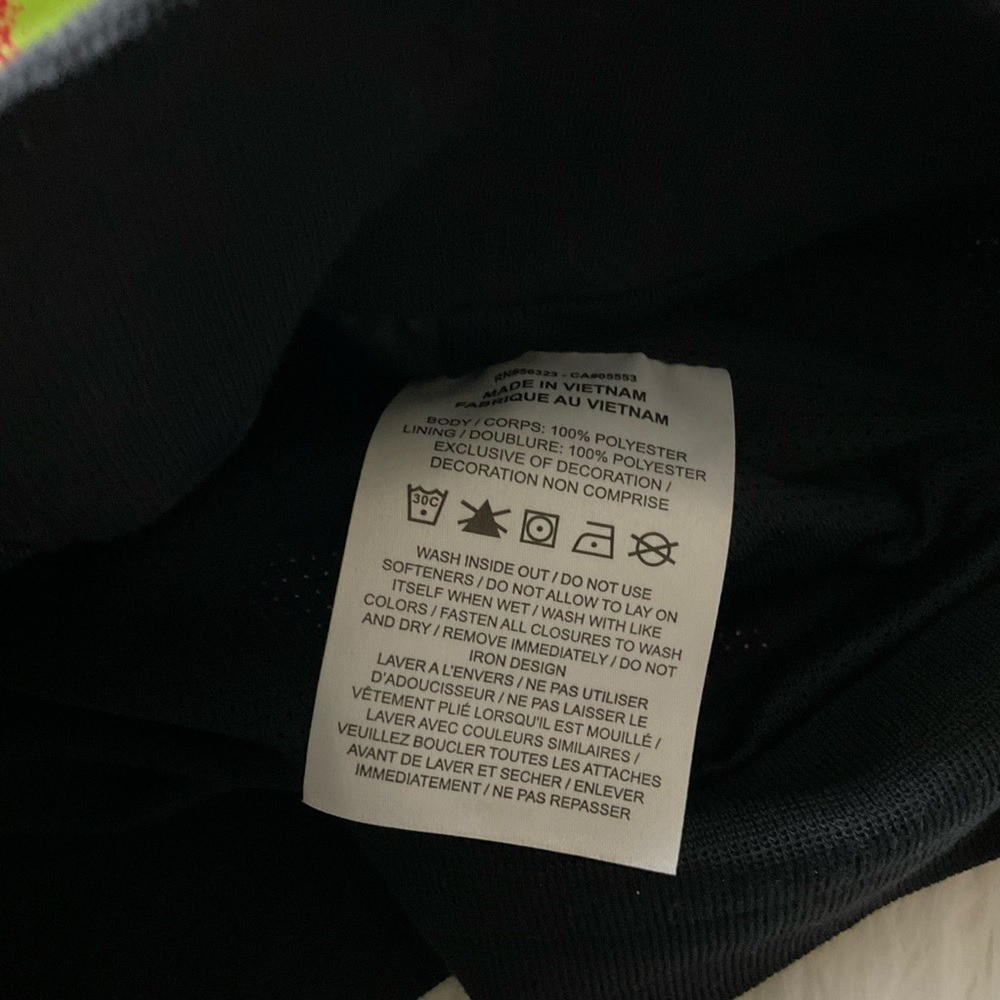 RN#56323 - CA#05553
MADE IN VIETNAM
FABRIQUE AU VIETNAM
BODY / CORPS: 100% POLYESTER
LINING / DOUBLURE: 100% POLYESTER
EXCLUSIVE OF DECORATION /
DECORATION NON COMPRISE
30C
WASH INSIDE OUT / DO NOT USE
SOFTENERS / DO NOT ALLOW TO LAY ON
ITSELF WHEN WET / WASH WITH LIKE
COLORS / FASTEN ALL CLOSURES TO WASH
AND DRY / REMOVE IMMEDIATELY / DO NOT
IRON DESIGN
LAVER A L'ENVERS / NE PAS UTILISER
D'ADOUCISSEUR / NE PAS LAISSER LE
VÊTEMENT PLIÉ LORSQU'IL EST MOUILLÉ /
LAVER AVEC COULEURS SIMILAIRES /
VEUILLEZ BOUCLER TOUTES LES ATTACHES
AVANT DE LAVER ET SECHER / ENLEVER
IMMEDIATEMENT / NE PAS REPASSER